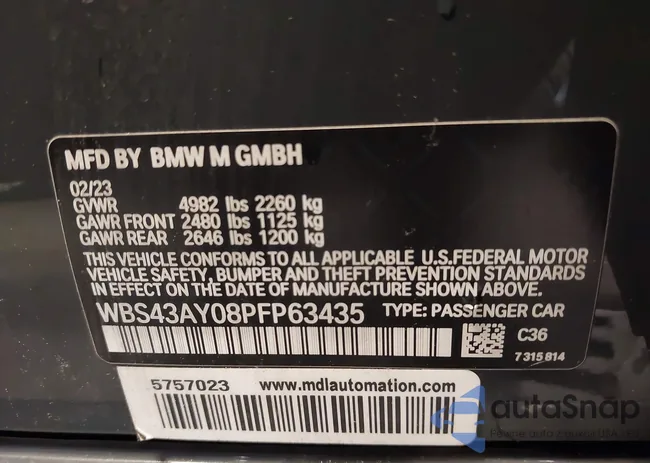 MFD BY BMW M GMBH
02/23
GVWR 4982 lbs 2260 kg
GAWR FRONT 2480 lbs 1125 kg
GAWR REAR 2646 lbs 1200 kg
THIS VEHICLE CONFORMS TO ALL APPLICABLE U.S.FEDERAL MOTOR
VEHICLE SAFETY, BUMPER AND THEFT PREVENTION STANDARDS
IN EFFECT ON THE DATE OF MANUFACTURE SHOWN ABOVE.
WBS43AY08PFP63435 TYPE: PASSENGER CAR
C36
7 315 814
5757023 www.mdlautomation.com
autoSnap